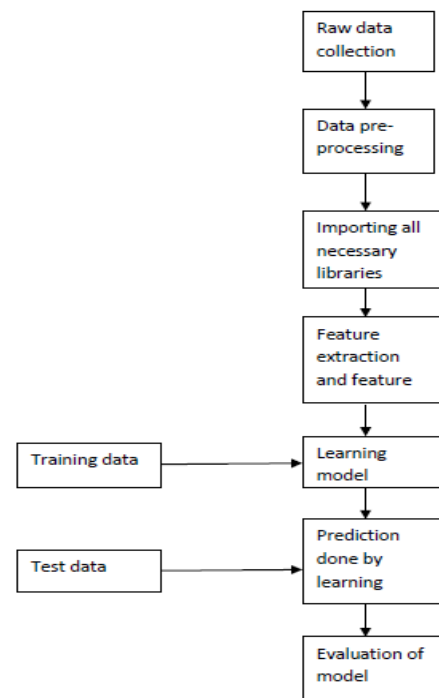 Raw data
collection
Data pre-
processing
Importing all
necessary
libraries
Feature
extraction
and feature
Training data
Learning
model
Test data
Prediction
done by
learning
Evaluation of
model